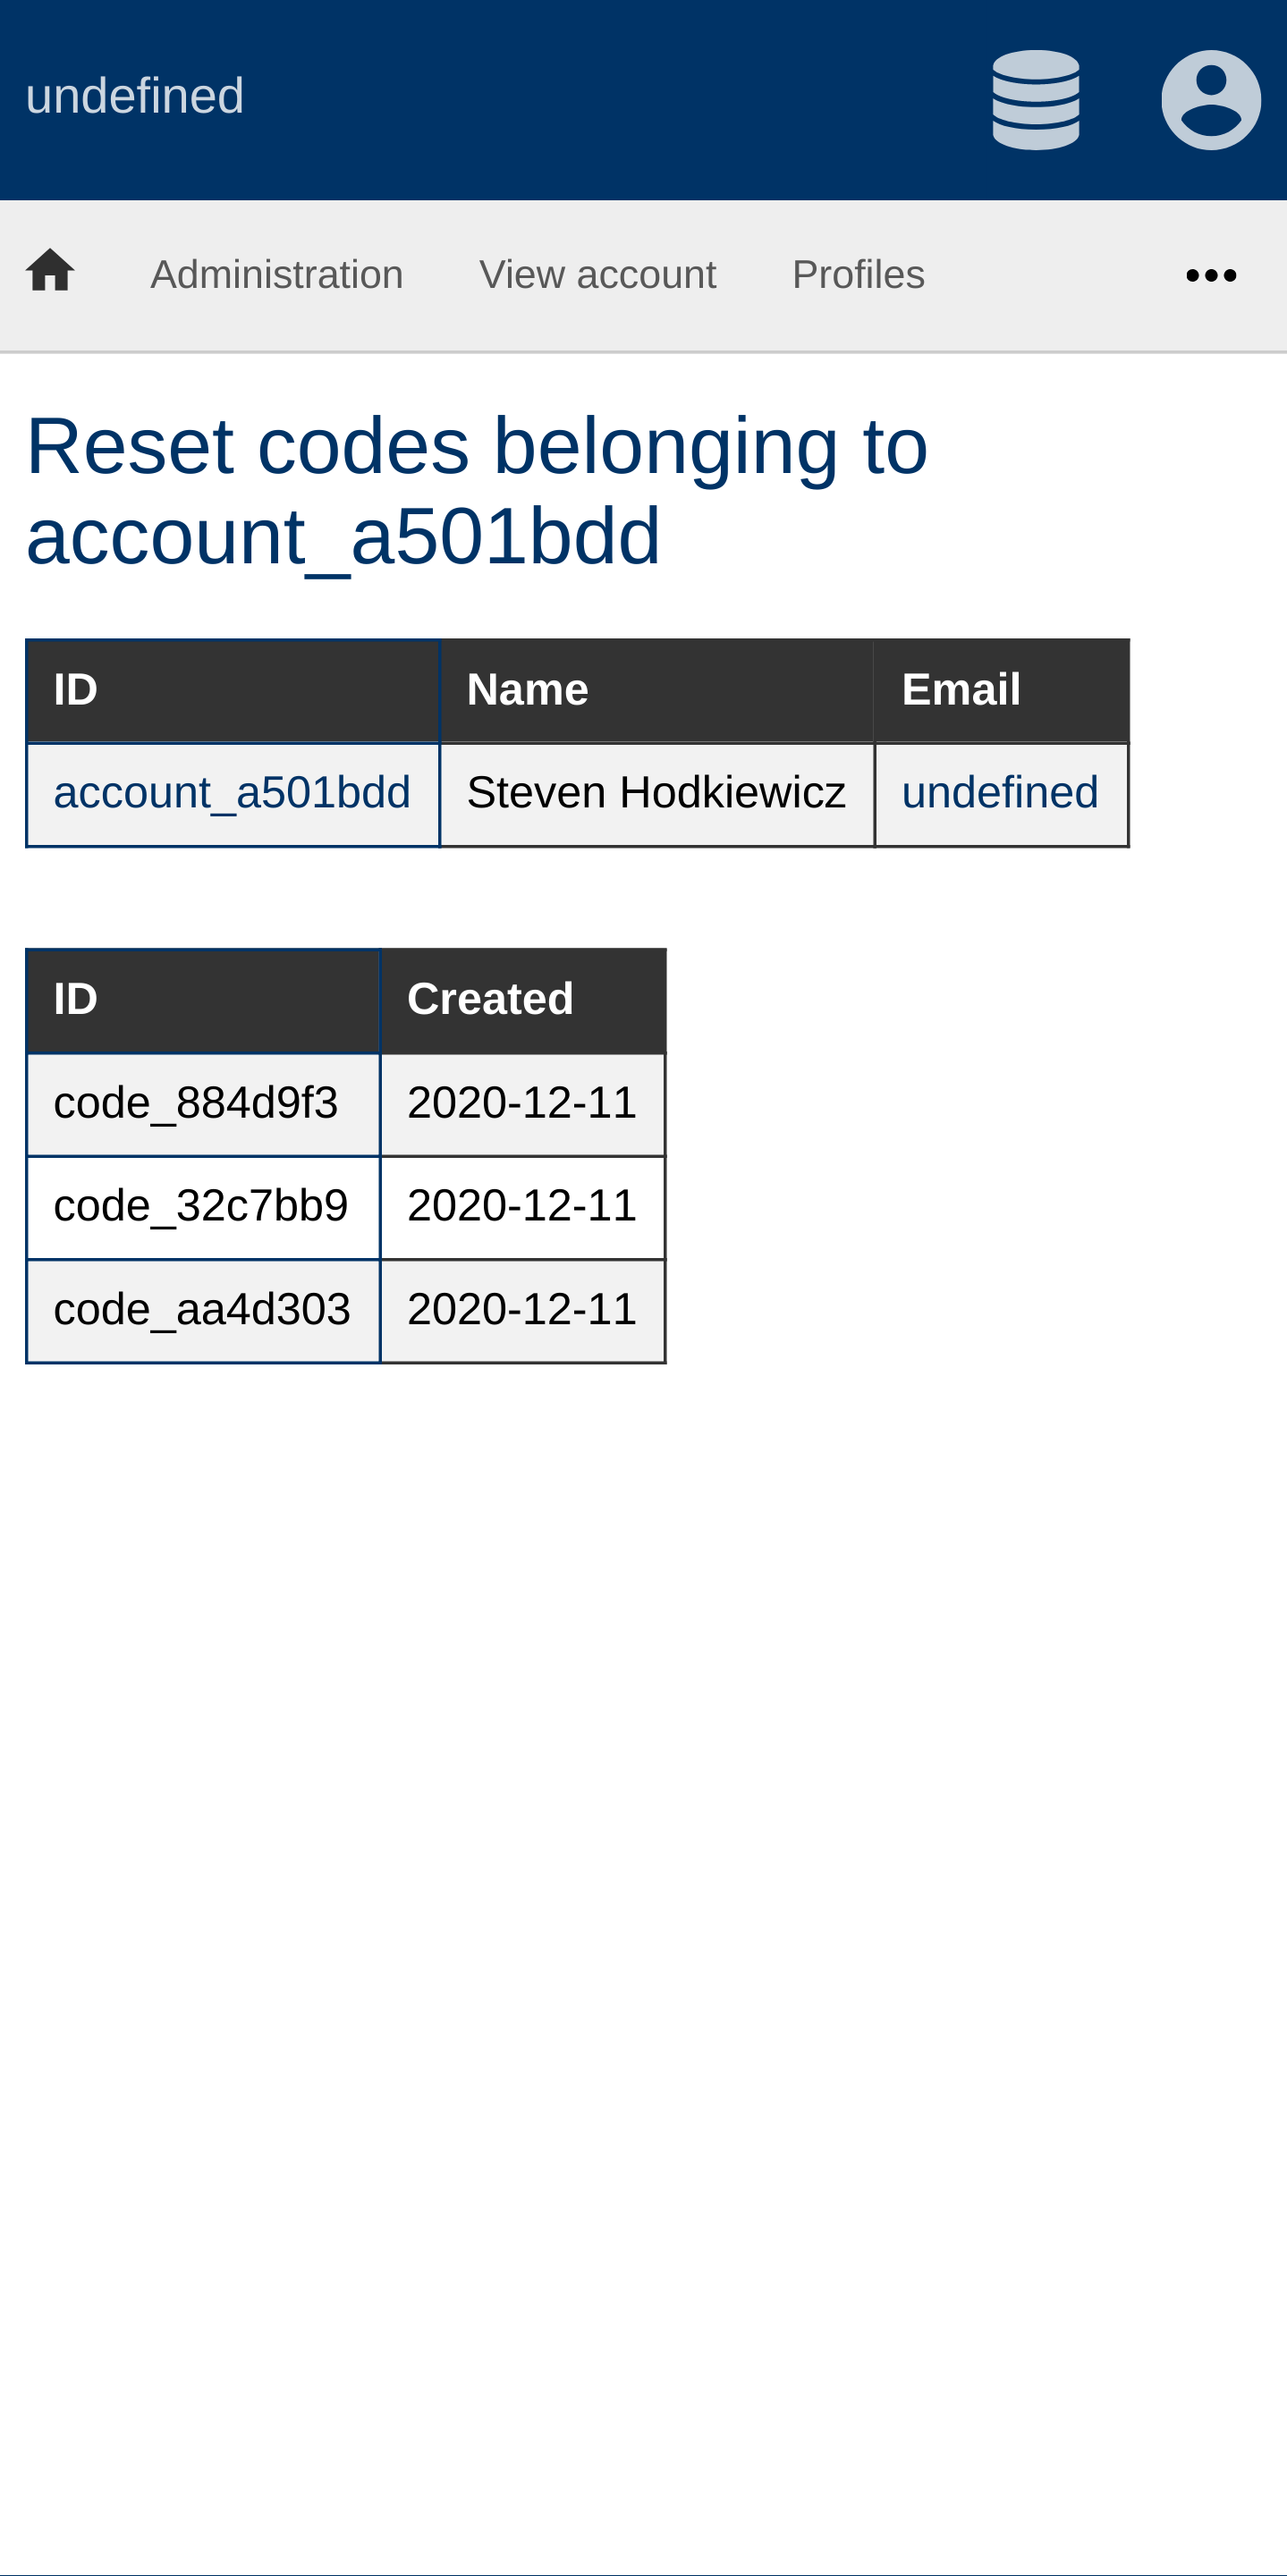 undefined
Administration View account Profiles
Reset codes belonging to
account_a501bdd
ID Name Email
account_a501bdd Steven Hodkiewicz undefined
ID Created
code_884d9f3 2020-12-11
code_32c7bb9 2020-12-11
code_aa4d303 2020-12-11